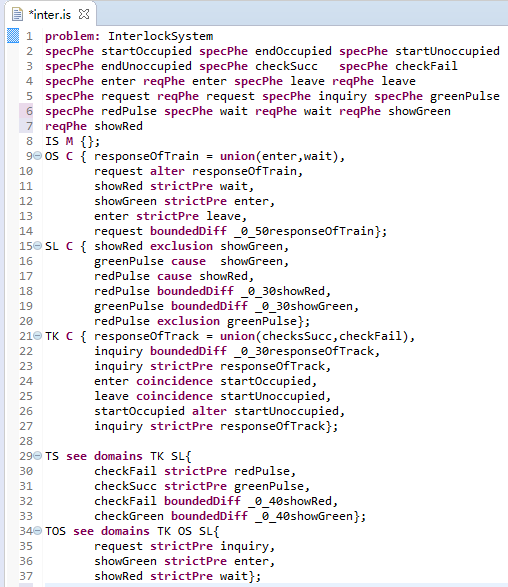 *inter.is
1 problem: InterlockSystem
2 specPhe startOccupied specPhe endOccupied specPhe startUnoccupied
3 specPhe endUnoccupied specPhe checkSucc specPhe checkFail
4 specPhe enter reqPhe enter specPhe leave reqPhe leave
5 specPhe request reqPhe request specPhe inquiry specPhe greenPulse
6 specPhe redPulse specPhe wait reqPhe wait reqPhe showGreen
7 reqPhe showRed
8 IS M {};
9 OS C { responseOfTrain = union(enter,wait),
10 request alter responseOfTrain,
11 showRed strictPre wait,
12 showGreen strictPre enter,
13 enter strictPre leave,
14 request boundedDiff _0_50responseOfTrain};
15 SL C { showRed exclusion showGreen,
16 greenPulse cause showGreen,
17 redPulse cause showRed,
18 redPulse boundedDiff _0_30showRed,
19 greenPulse boundedDiff _0_30showGreen,
20 redPulse exclusion greenPulse};
21 TK C { responseOfTrack = union(checksSucc,checkFail),
22 inquiry boundedDiff _0_30responseOfTrack,
23 inquiry strictPre responseOfTrack,
24 enter coincidence startOccupied,
25 leave coincidence startUnoccupied,
26 startOccupied alter startUnoccupied,
27 inquiry strictPre responseOfTrack};
28
29 TS see domains TK SL{
30 checkFail strictPre redPulse,
31 checkSucc strictPre greenPulse,
32 checkFail boundedDiff _0_40showRed,
33 checkGreen boundedDiff _0_40showGreen};
34 TOS see domains TK OS SL{
35 request strictPre inquiry,
36 showGreen strictPre enter,
37 showRed strictPre wait};